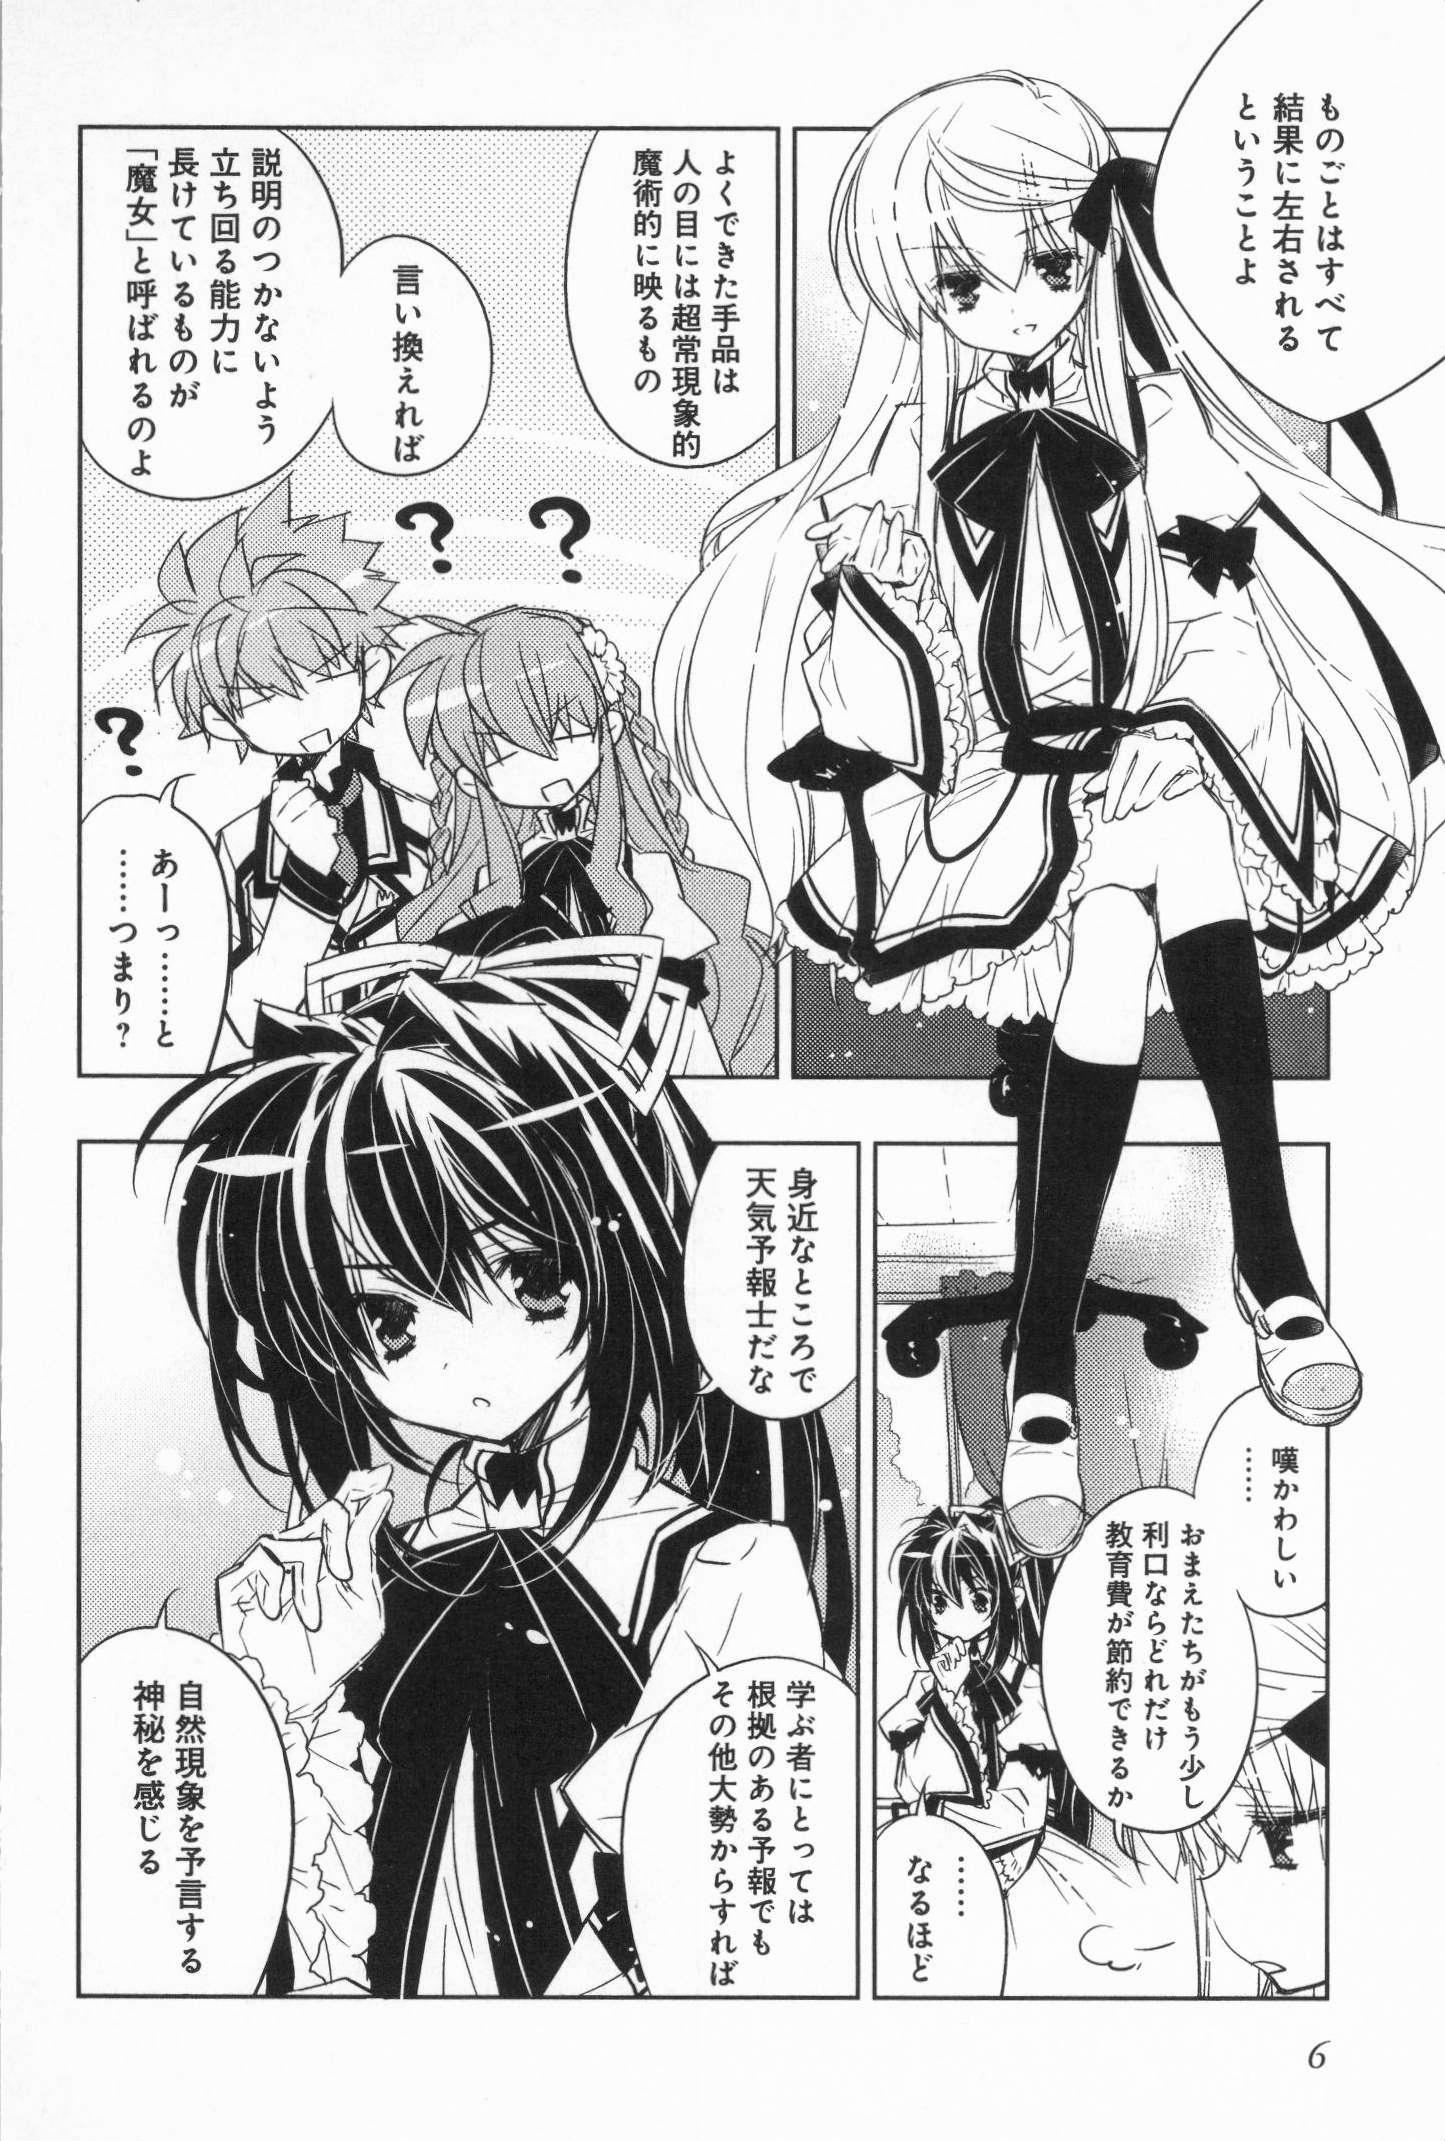 ものごとはすべて
結果に左右される
ということよ
よくできた手品は
人の目には超常現象的
魔術的に映るもの
言い換えれば
説明のつかないよう
立ち回る能力に
長けているものが
「魔女」と呼ばれるのよ
?
?
?
あーっ………と
……つまり?
嘆かわしい
……
おまえたちがもう少し
利口ならどれだけ
教育費が節約できるか
……
なるほど
身近なところで
天気予報士だな
学ぶ者にとっては
根拠のある予報でも
その他大勢からすれば
自然現象を予言する
神秘を感じる
6